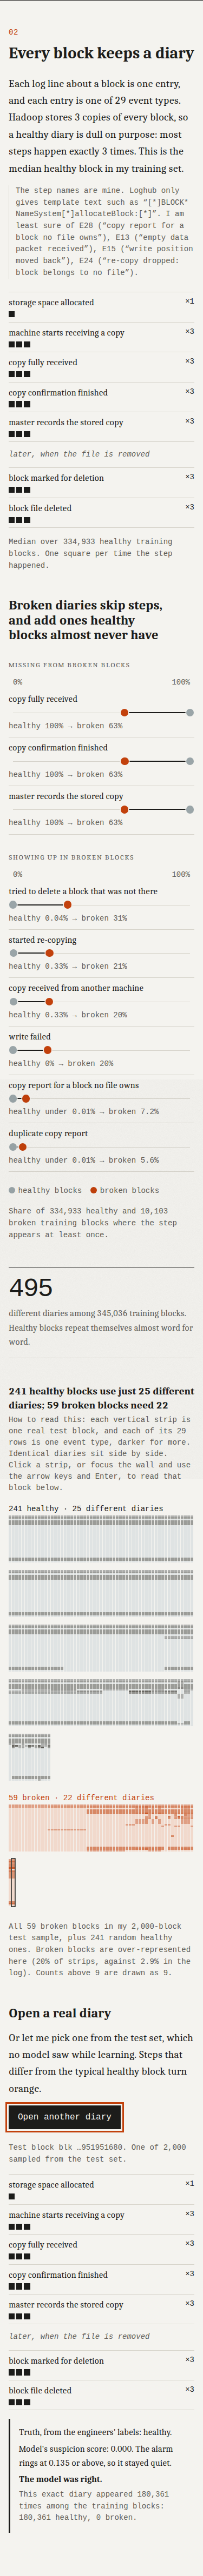 02
Every block keeps a diary
Each log line about a block is one entry,
and each entry is one of 29 event types.
Hadoop stores 3 copies of every block, so
a healthy diary is dull on purpose: most
steps happen exactly 3 times. This is the
median healthy block in my training set.
The step names are mine. Loghub only
gives template text such as “[*]BLOCK*
NameSystem[*]allocateBlock:[*]”. I am
least sure of E28 (“copy report for a
block no file owns”), E13 (“empty data
packet received”), E15 (“write position
moved back”), E24 (“re-copy dropped:
block belongs to no file”).
storage space allocated ×1
machine starts receiving a copy ×3
copy fully received ×3
copy confirmation finished ×3
master records the stored copy ×3
later, when the file is removed
block marked for deletion ×3
block file deleted ×3
Median over 334,933 healthy training
blocks. One square per time the step
happened.
Broken diaries skip steps,
and add ones healthy
blocks almost never have
MISSING FROM BROKEN BLOCKS
0% 100%
copy fully received
healthy 100% → broken 63%
copy confirmation finished
healthy 100% → broken 63%
master records the stored copy
healthy 100% → broken 63%
SHOWING UP IN BROKEN BLOCKS
0% 100%
tried to delete a block that was not there
healthy 0.04% → broken 31%
started re-copying
healthy 0.33% → broken 21%
copy received from another machine
healthy 0.33% → broken 20%
write failed
healthy 0% → broken 20%
copy report for a block no file owns
healthy under 0.01% → broken 7.2%
duplicate copy report
healthy under 0.01% → broken 5.6%
healthy blocks broken blocks
Share of 334,933 healthy and 10,103
broken training blocks where the step
appears at least once.
495
different diaries among 345,036 training blocks.
Healthy blocks repeat themselves almost word for
word.
241 healthy blocks use just 25 different
diaries; 59 broken blocks need 22
How to read this: each vertical strip is
one real test block, and each of its 29
rows is one event type, darker for more.
Identical diaries sit side by side.
Click a strip, or focus the wall and use
the arrow keys and Enter, to read that
block below.
241 healthy · 25 different diaries
59 broken · 22 different diaries
All 59 broken blocks in my 2,000-block
test sample, plus 241 random healthy
ones. Broken blocks are over-represented
here (20% of strips, against 2.9% in the
log). Counts above 9 are drawn as 9.
Open a real diary
Or let me pick one from the test set, which
no model saw while learning. Steps that
differ from the typical healthy block turn
orange.
Open another diary
Test block blk …951951680. One of 2,000
sampled from the test set.
storage space allocated ×1
machine starts receiving a copy ×3
copy fully received ×3
copy confirmation finished ×3
master records the stored copy ×3
later, when the file is removed
block marked for deletion ×3
block file deleted ×3
Truth, from the engineers' labels: healthy.
Model's suspicion score: 0.000. The alarm
rings at 0.135 or above, so it stayed quiet.
The model was right.
This exact diary appeared 180,361
times among the training blocks:
180,361 healthy, 0 broken.